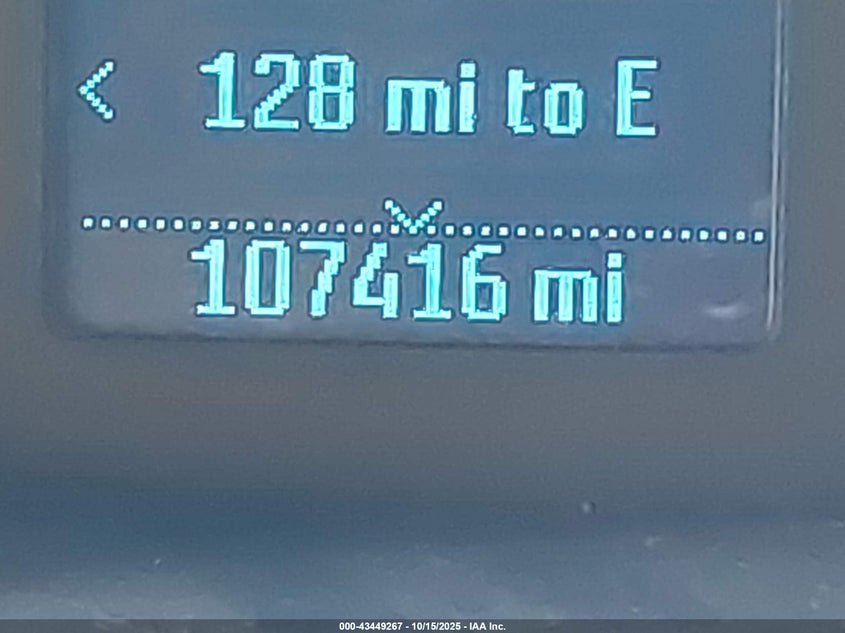 < 128 mi to E
107416 mi
000-43449267 - 10/15/2025 - IAA Inc.